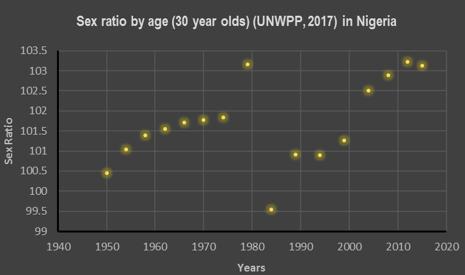 Sex ratio by age (30 year olds) (UNWPP, 2017) in Nigeria
103.5
103
102.5
102
101.5
101
100.5
100
99.5
99
Sex Ratio
1940 1950 1960 1970 1980 1990 2000 2010 2020
Years